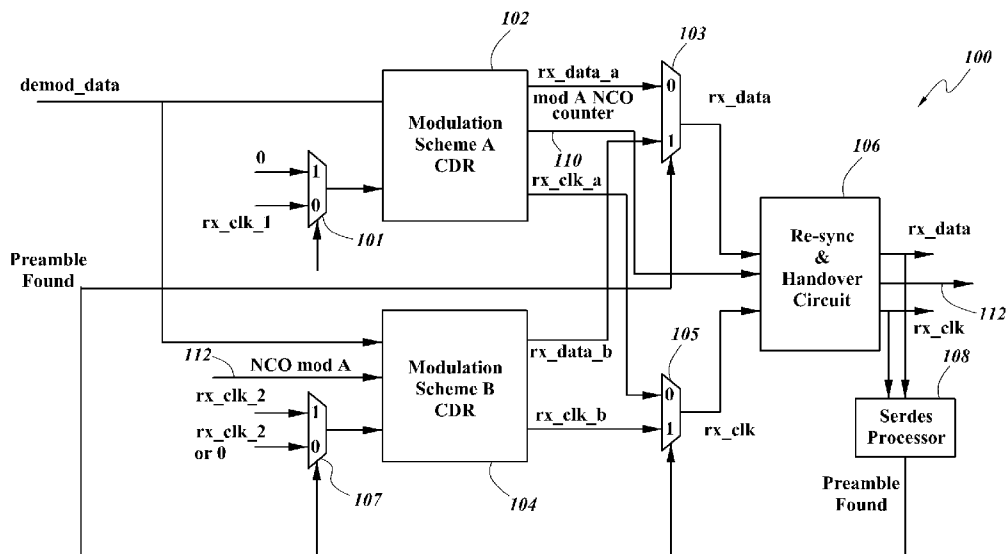 102
103
100
demod_data
rx_data_a
mod A NCO
counter
0
1
rx_data
Modulation
Scheme A
CDR
110
rx_clk_a
106
0
1
0
rx_clk_1
101
Preamble
Found
Re-sync
&
Handover
Circuit
rx_data
112
rx_clk
112
NCO mod A
Modulation
Scheme B
CDR
rx_data_b
105
108
rx_clk_2
rx_clk_2
or 0
1
0
rx_clk_b
0
1
rx_clk
Serdes
Processor
107
104
Preamble
Found